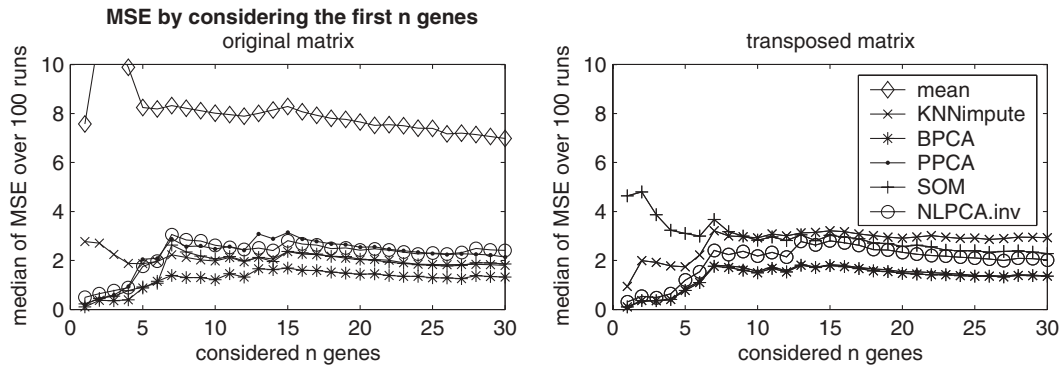 MSE by considering the first n genes
original matrix
median of MSE over 100 runs
10
8
6
4
2
0
0 5 10 15 20 25 30
considered n genes
transposed matrix
median of MSE over 100 runs
10
8
6
4
2
0
0 5 10 15 20 25 30
considered n genes
mean
KNNimpute
BPCA
PPCA
SOM
NLPCA.inv